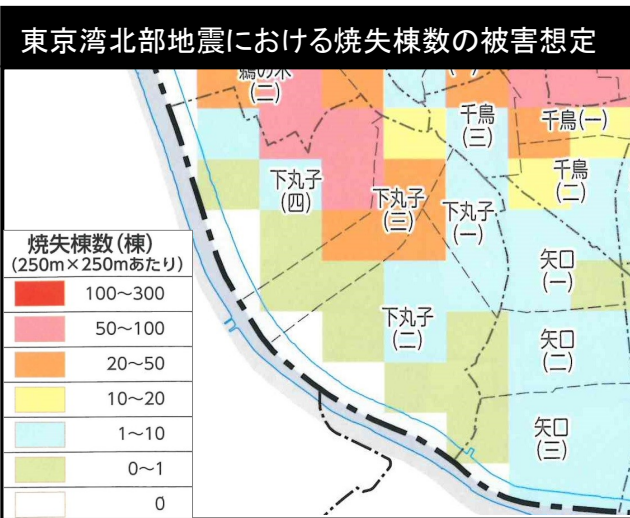 東京湾北部地震における焼失棟数の被害想定
鵜の木
(二)
千鳥
(三)
千鳥(一)
千鳥
(二)
下丸子
(四)
下丸子
(三)
下丸子
(一)
矢口
(一)
下丸子
(二)
矢口
(二)
矢口
(三)
焼失棟数(棟)
(250m×250mあたり)
100~300
50~100
20~50
10~20
1~10
0~1
0